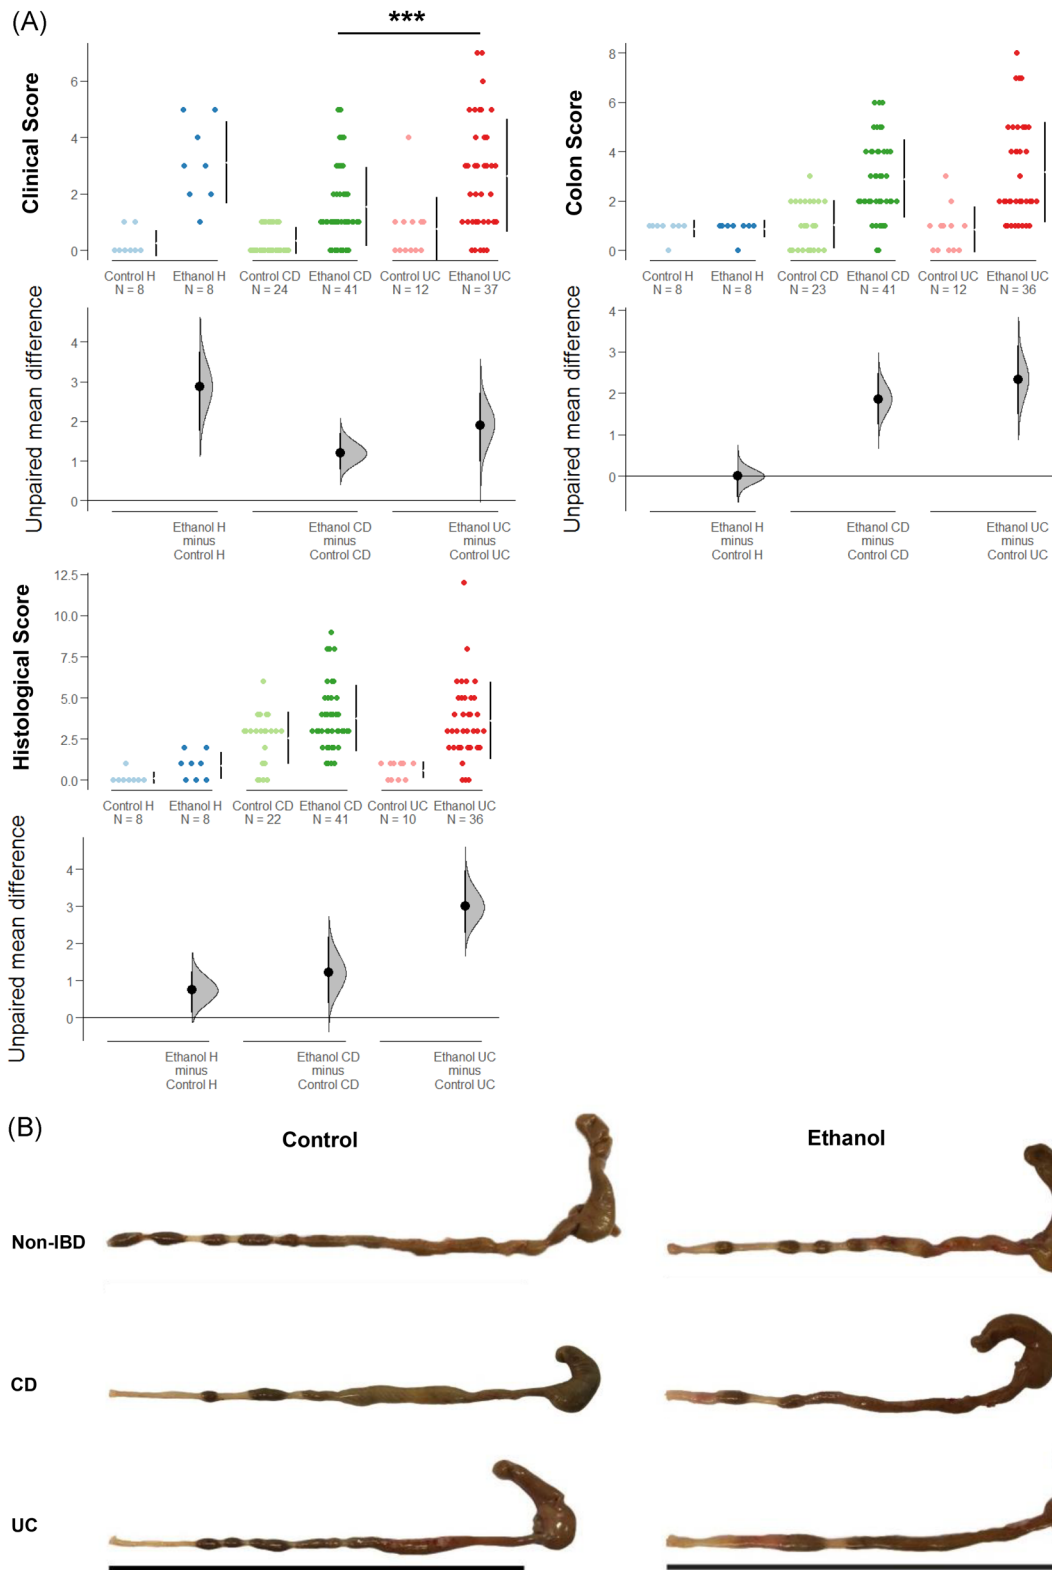 (A)
***
Clinical Score
6
4
2
0
Control H
N = 8
Ethanol H
N = 8
Control CD
N = 24
Ethanol CD
N = 41
Control UC
N = 12
Ethanol UC
N = 37
Unpaired mean difference
4
3
2
1
0
Ethanol H
minus
Control H
Ethanol CD
minus
Control CD
Ethanol UC
minus
Control UC
Colon Score
8
6
4
2
0
Control H
N = 8
Ethanol H
N = 8
Control CD
N = 23
Ethanol CD
N = 41
Control UC
N = 12
Ethanol UC
N = 36
Unpaired mean difference
4
3
2
1
0
Ethanol H
minus
Control H
Ethanol CD
minus
Control CD
Ethanol UC
minus
Control UC
Histological Score
12.5
10.0
7.5
5.0
2.5
0.0
Control H
N = 8
Ethanol H
N = 8
Control CD
N = 22
Ethanol CD
N = 41
Control UC
N = 10
Ethanol UC
N = 36
Unpaired mean difference
4
3
2
1
0
Ethanol H
minus
Control H
Ethanol CD
minus
Control CD
Ethanol UC
minus
Control UC
(B)
Control
Ethanol
Non-IBD
CD
UC